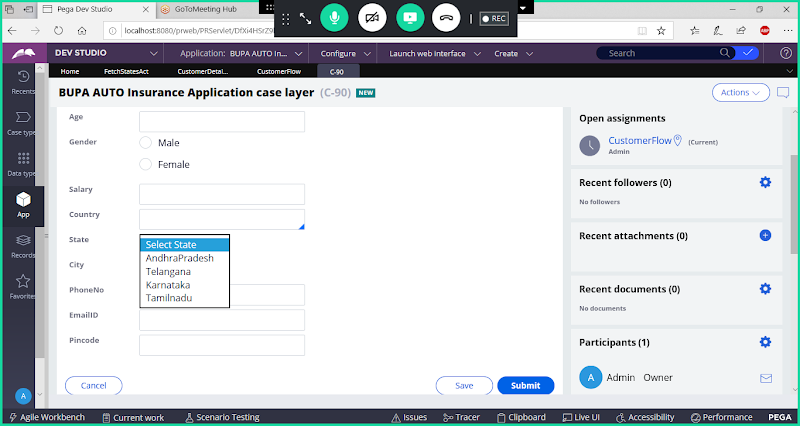 Pega Dev Studio
GoToMeeting Hub
REC
localhost:8080/prweb/PRServlet/DfXi4HSrZ9
DEV STUDIO
Application: BUPA AUTO In...
Configure
Launch web Interface
Create
Search
Home
FetchStatesAct
CustomerDetai...
CustomerFlow
C-90
Recents
Case types
Data types
App
Records
Favorites
BUPA AUTO Insurance Application case layer (C-90) NEW
Actions
Age
Gender
Male
Female
Salary
Country
State
Select State
AndhraPradesh
Telangana
Karnataka
Tamilnadu
City
PhoneNo
EmailID
Pincode
Cancel
Save
Submit
Open assignments
CustomerFlow (Current)
Admin
Recent followers (0)
No followers
Recent attachments (0)
Recent documents (0)
No documents
Participants (1)
A Admin Owner
A
Agile Workbench
Current work
Scenario Testing
Issues
Tracer
Clipboard
Live UI
Accessibility
Performance
PEGA